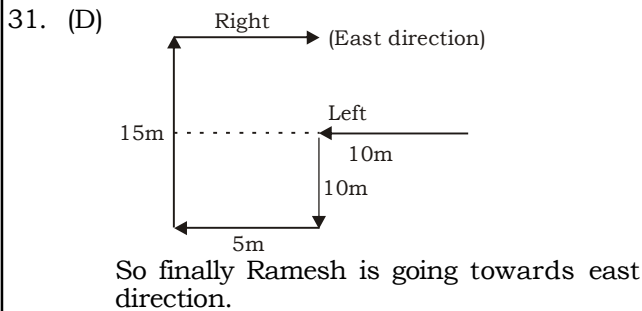 31. (D)
Right
(East direction)
Left
15m
10m
10m
5m
So finally Ramesh is going towards east
direction.